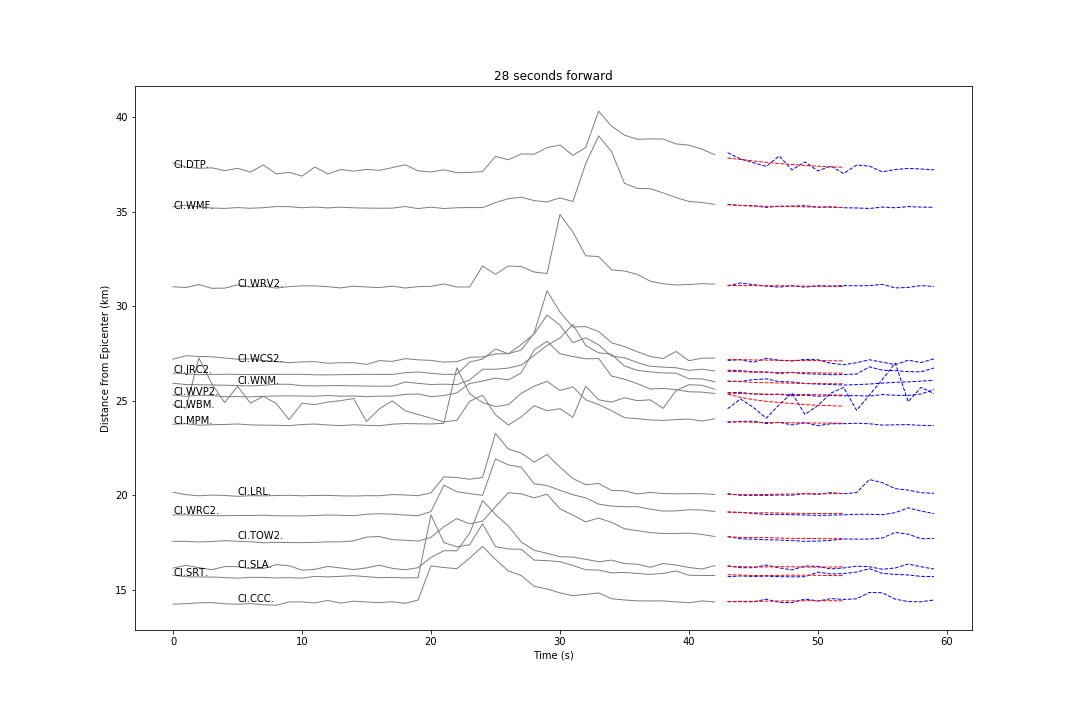 28 seconds forward
Distance from Epicenter (km)
40
35
30
25
20
15
CI.DTP.
CI.WMF.
CI.WRV2.
CI.WCS2.
CI.JRC2.
CI.WNM.
CI.WVP2.
CI.WBM.
CI.MPM.
CI.LRL.
CI.WRC2.
CI.TOW2.
CI.SLA.
CI.SRT.
CI.CCC.
0 10 20 30 40 50 60
Time (s)